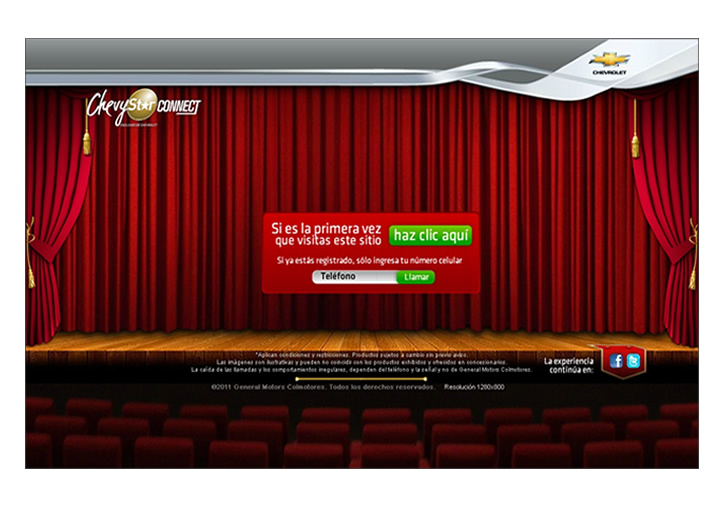 CHEVROLET
ChevyStar CONNECT
EXCLUSIVO DE CHEVROLET
Si es la primera vez
que visitas este sitio
haz clic aquí
Si ya estás registrado, sólo ingresa tu número celular
Teléfono
Llamar
*Aplican condiciones y restricciones. Productos sujetos a cambio sin previo aviso.
Las imágenes son ilustrativas y pueden no coincidir con los productos exhibidos y ofrecidos en concesionarios.
La caída de las llamadas y los comportamientos irregulares, dependen del teléfono y la señal y no de General Motors Colmotores.
La experiencia
continúa en:
©2011 General Motors Colmotores. Todos los derechos reservados.
Resolución 1280x800